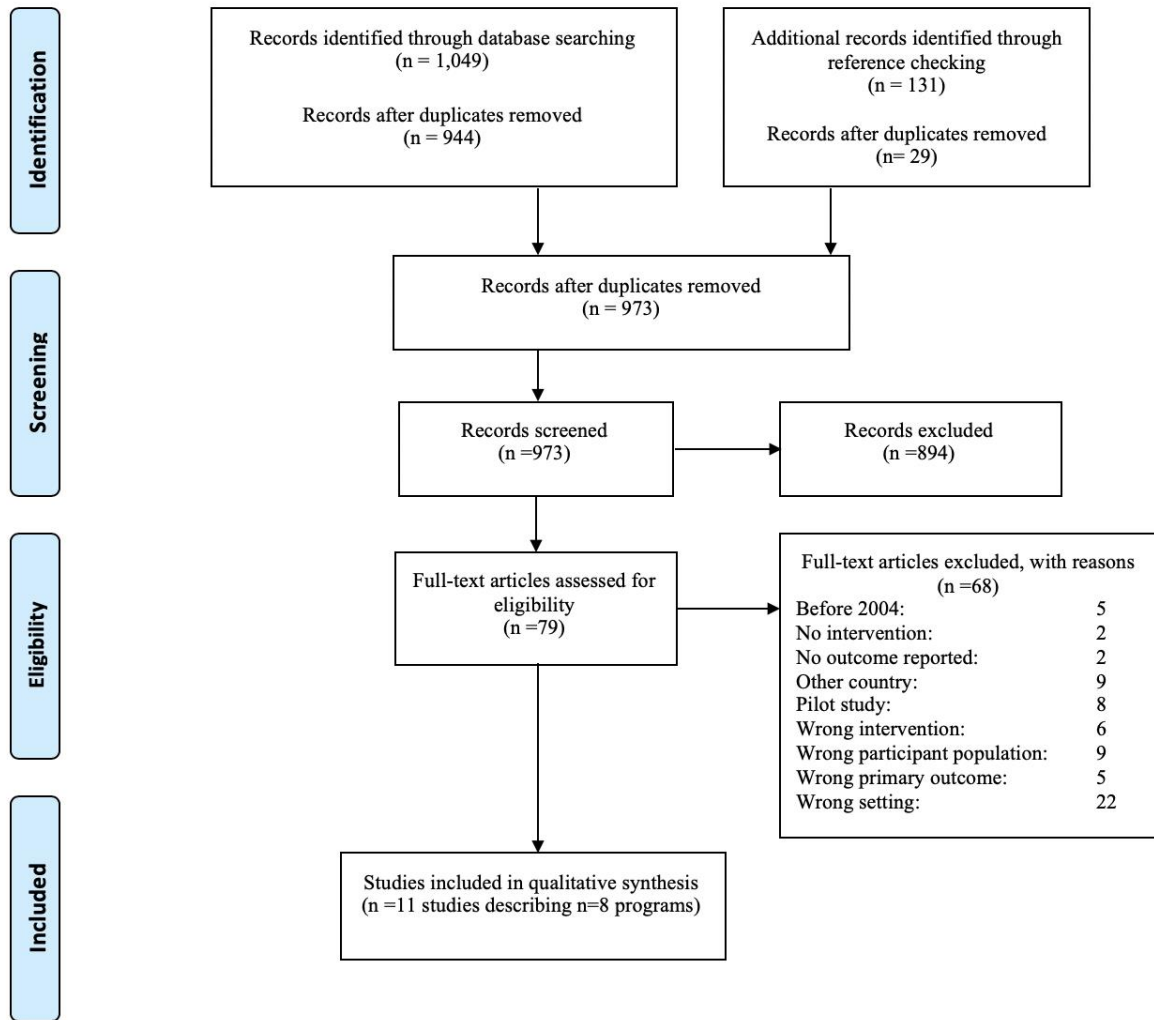 Identification
Records identified through database searching
(n = 1,049)
Records after duplicates removed
(n = 944)
Additional records identified through
reference checking
(n = 131)
Records after duplicates removed
(n= 29)
Screening
Records after duplicates removed
(n = 973)
Records screened
(n =973)
Records excluded
(n =894)
Eligibility
Full-text articles assessed for
eligibility
(n =79)
Full-text articles excluded, with reasons
(n =68)
Before 2004: 5
No intervention: 2
No outcome reported: 2
Other country: 9
Pilot study: 8
Wrong intervention: 6
Wrong participant population: 9
Wrong primary outcome: 5
Wrong setting: 22
Included
Studies included in qualitative synthesis
(n =11 studies describing n=8 programs)